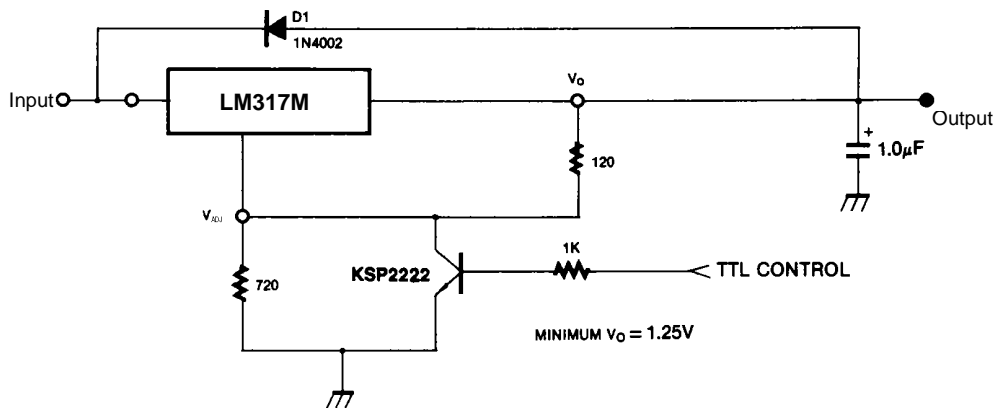 D1
1N4002
Input
LM317M
VO
Output
120
+
1.0μF
VADJ
1K
KSP2222
TTL CONTROL
720
MINIMUM VO = 1.25V